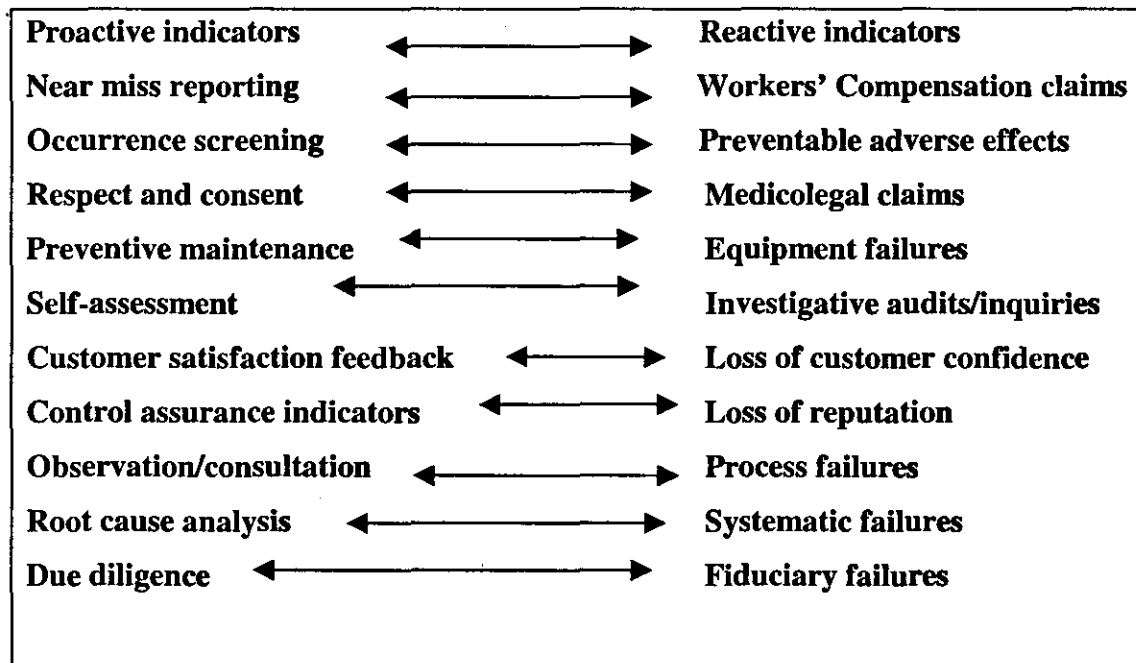 Proactive indicators Reactive indicators
Near miss reporting Workers' Compensation claims
Occurrence screening Preventable adverse effects
Respect and consent Medicolegal claims
Preventive maintenance Equipment failures
Self-assessment Investigative audits/inquiries
Customer satisfaction feedback Loss of customer confidence
Control assurance indicators Loss of reputation
Observation/consultation Process failures
Root cause analysis Systematic failures
Due diligence Fiduciary failures